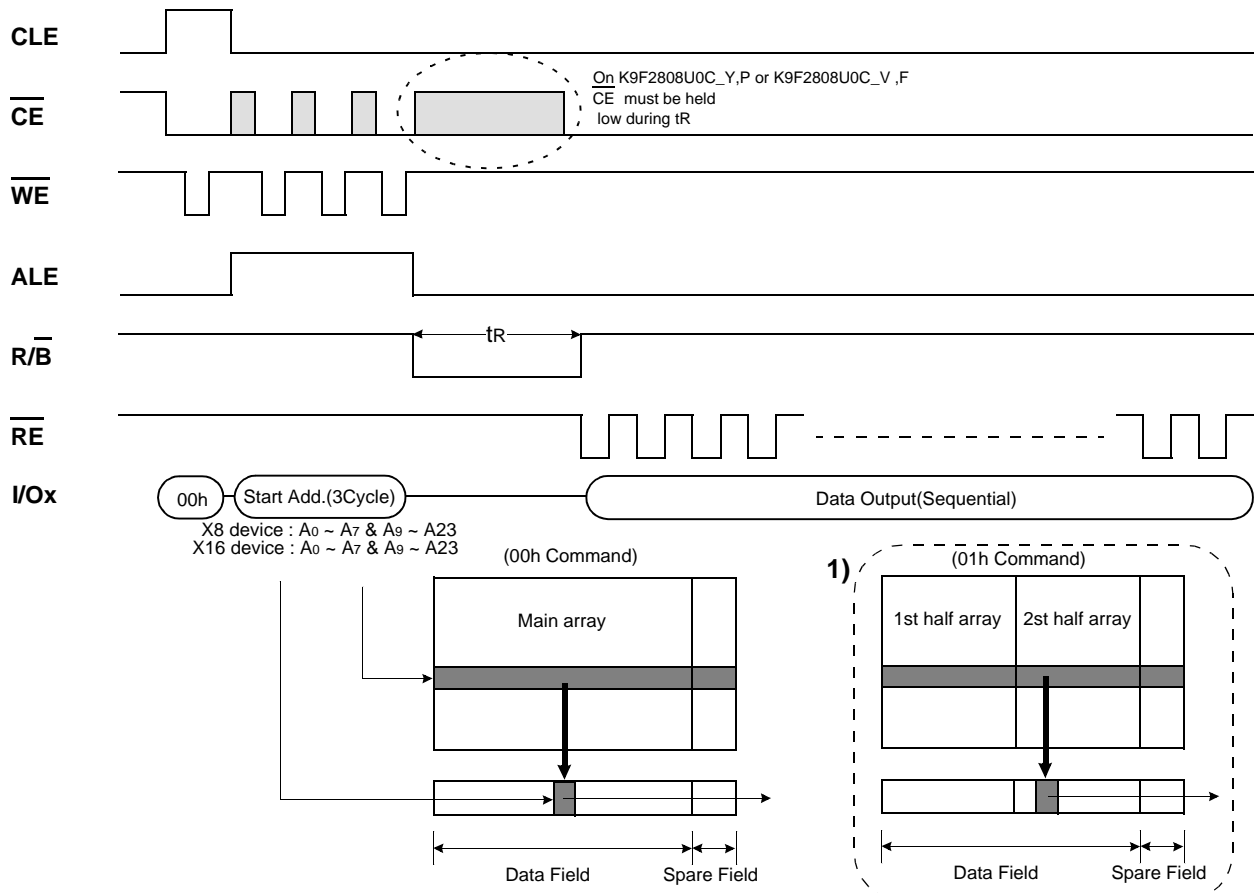 CLE
On K9F2808U0C_Y,P or K9F2808U0C_V ,F
CE must be held
low during tR
CE
WE
ALE
R/B
tR
RE
I/Ox
00h
Start Add.(3Cycle)
Data Output(Sequential)
X8 device : A0 ~ A7 & A9 ~ A23
X16 device : A0 ~ A7 & A9 ~ A23
(00h Command)
1)
(01h Command)
Main array
1st half array
2st half array
Data Field
Spare Field
Data Field
Spare Field